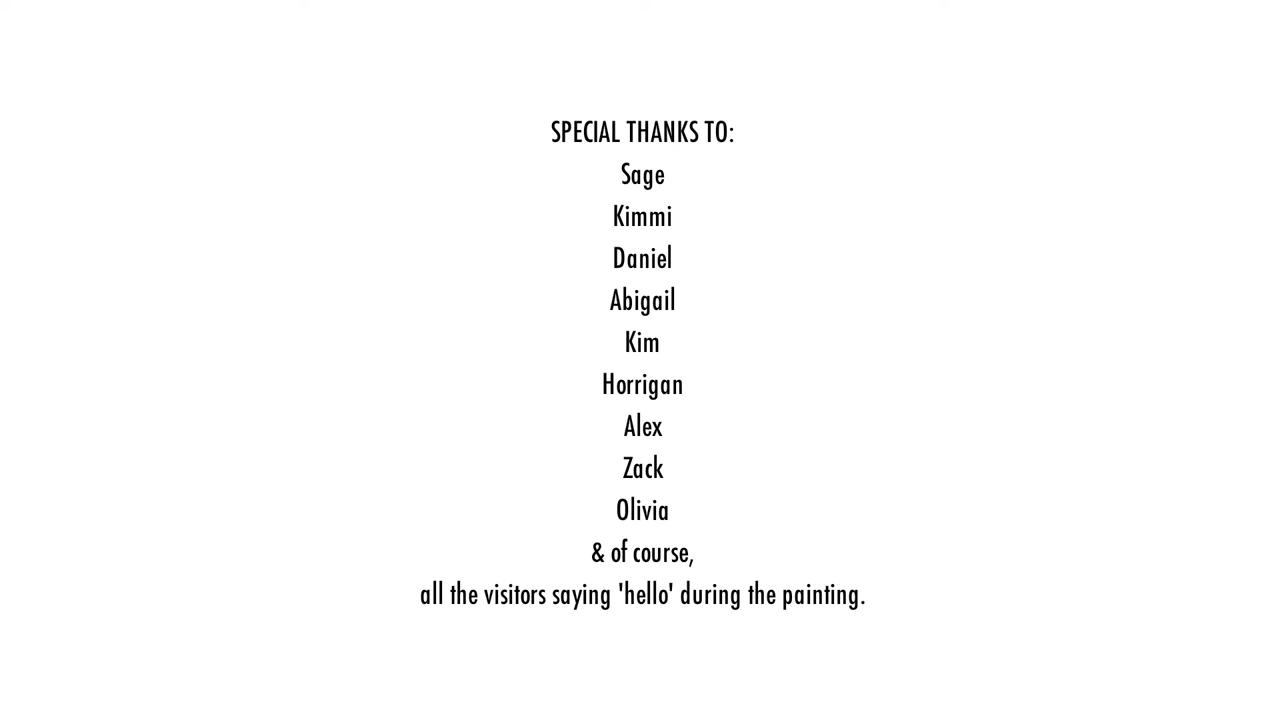 SPECIAL THANKS TO:
Sage
Kimmi
Daniel
Abigail
Kim
Horrigan
Alex
Zack
Olivia
& of course,
all the visitors saying 'hello' during the painting.